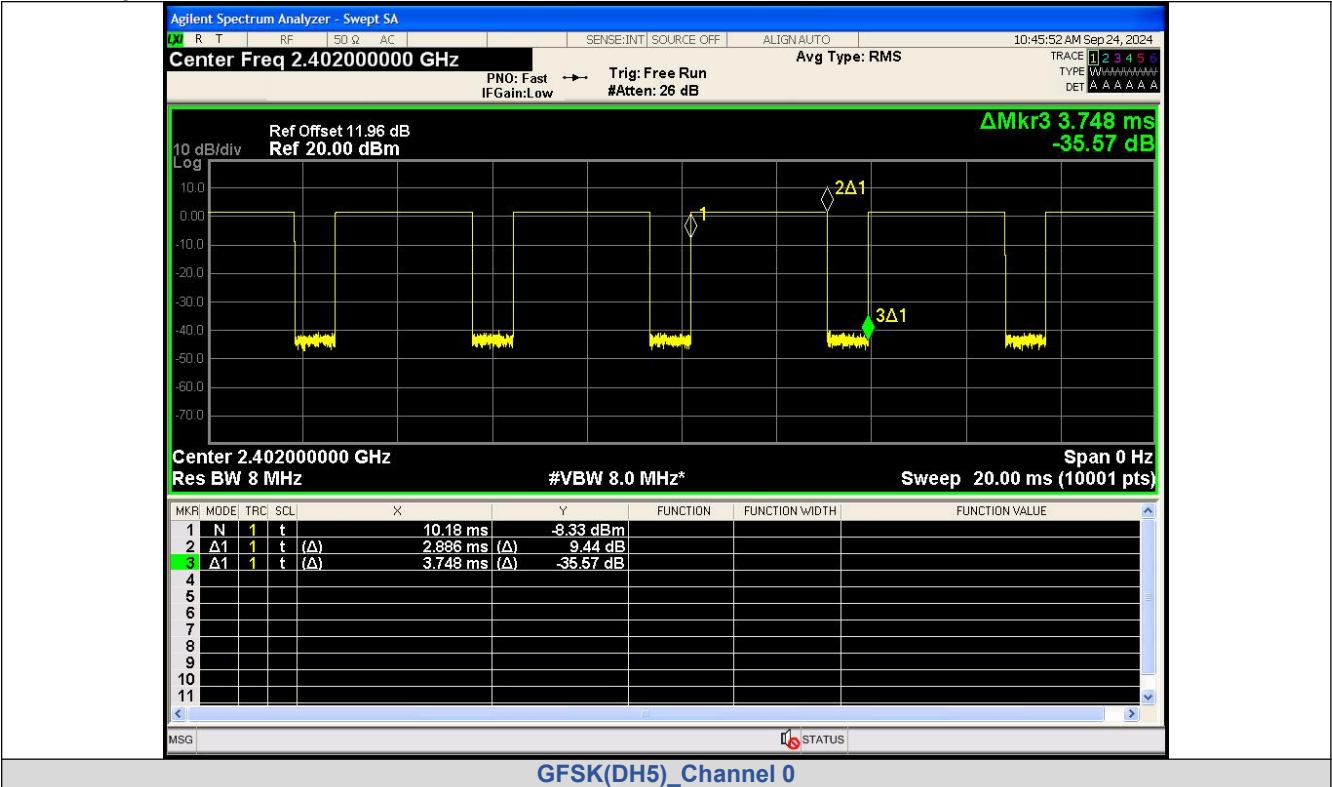 Agilent Spectrum Analyzer - Swept SA
LXI R T RF 50 Ω AC SENSE:INT SOURCE OFF ALIGN AUTO 10:45:52 AM Sep 24, 2024
Center Freq 2.402000000 GHz Avg Type: RMS TRACE 1 2 3 4 5 6
PNO: Fast Trig: Free Run TYPE W
IFGain:Low #Atten: 26 dB DET A A A A A A
ΔMkr3 3.748 ms
Ref Offset 11.96 dB
10 dB/div Ref 20.00 dBm -35.57 dB
Log
10.0
2Δ1
0.00
1
-10.0
-20.0
-30.0
3Δ1
-40.0
-50.0
-60.0
-70.0
Center 2.402000000 GHz Span 0 Hz
Res BW 8 MHz #VBW 8.0 MHz* Sweep 20.00 ms (10001 pts)
MKR MODE TRC SCL X Y FUNCTION FUNCTION WIDTH FUNCTION VALUE
1 N 1 t 10.18 ms -8.33 dBm
2 Δ1 1 t (Δ) 2.886 ms (Δ) 9.44 dB
3 Δ1 1 t (Δ) 3.748 ms (Δ) -35.57 dB
4
5
6
7
8
9
10
11
MSG STATUS
GFSK(DH5)_Channel 0